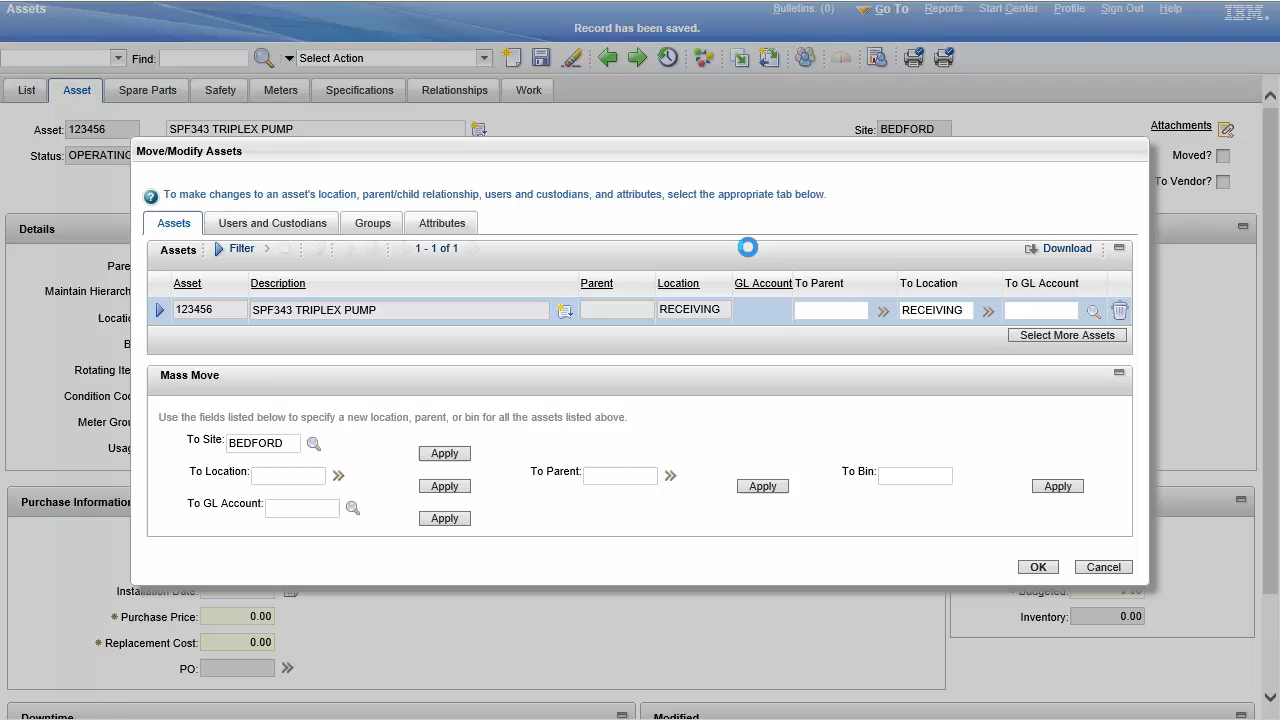 Assets
Bulletins. (0) Go To Reports Start Center Profile Sign Out Help IBM.
Record has been saved.
Find: Select Action
List Asset Spare Parts Safety Meters Specifications Relationships Work
Asset: 123456 SPF343 TRIPLEX PUMP Site: BEDFORD Attachments
Status: OPERATING Moved?
To Vendor?
Move/Modify Assets
? To make changes to an asset's location, parent/child relationship, users and custodians, and attributes, select the appropriate tab below.
Assets Users and Custodians Groups Attributes
Assets Filter 1 - 1 of 1 Download
Asset Description Parent Location GL Account To Parent To Location To GL Account
123456 SPF343 TRIPLEX PUMP RECEIVING RECEIVING
Select More Assets
Mass Move
Use the fields listed below to specify a new location, parent, or bin for all the assets listed above.
To Site: BEDFORD
Apply
To Location: To Parent: To Bin:
Apply Apply Apply
To GL Account:
Apply
OK Cancel
Details
Pare
Maintain Hierarch
Locati
B
Rotating Ite
Condition Co
Meter Gro
Usag
Purchase Information
Installation Date:
* Purchase Price: 0.00
* Replacement Cost: 0.00
PO:
* Budgeted: 0.00
Inventory: 0.00
Downtime Modified